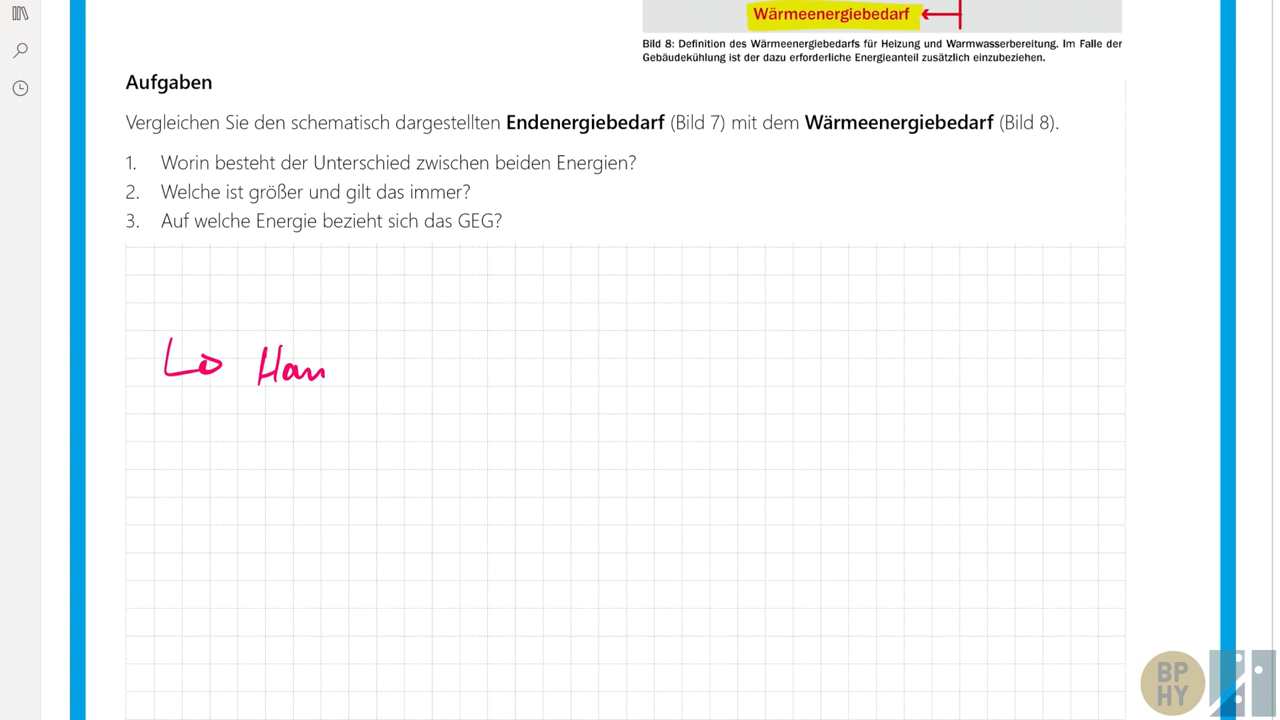 Wärmeenergiebedarf
Bild 8: Definition des Wärmeenergiebedarfs für Heizung und Warmwasserbereitung. Im Falle der
Gebäudekühlung ist der dazu erforderliche Energieanteil zusätzlich einzubeziehen.
Aufgaben
Vergleichen Sie den schematisch dargestellten Endenergiebedarf (Bild 7) mit dem Wärmeenergiebedarf (Bild 8).
1. Worin besteht der Unterschied zwischen beiden Energien?
2. Welche ist größer und gilt das immer?
3. Auf welche Energie bezieht sich das GEG?
Lo Han
BP
HY